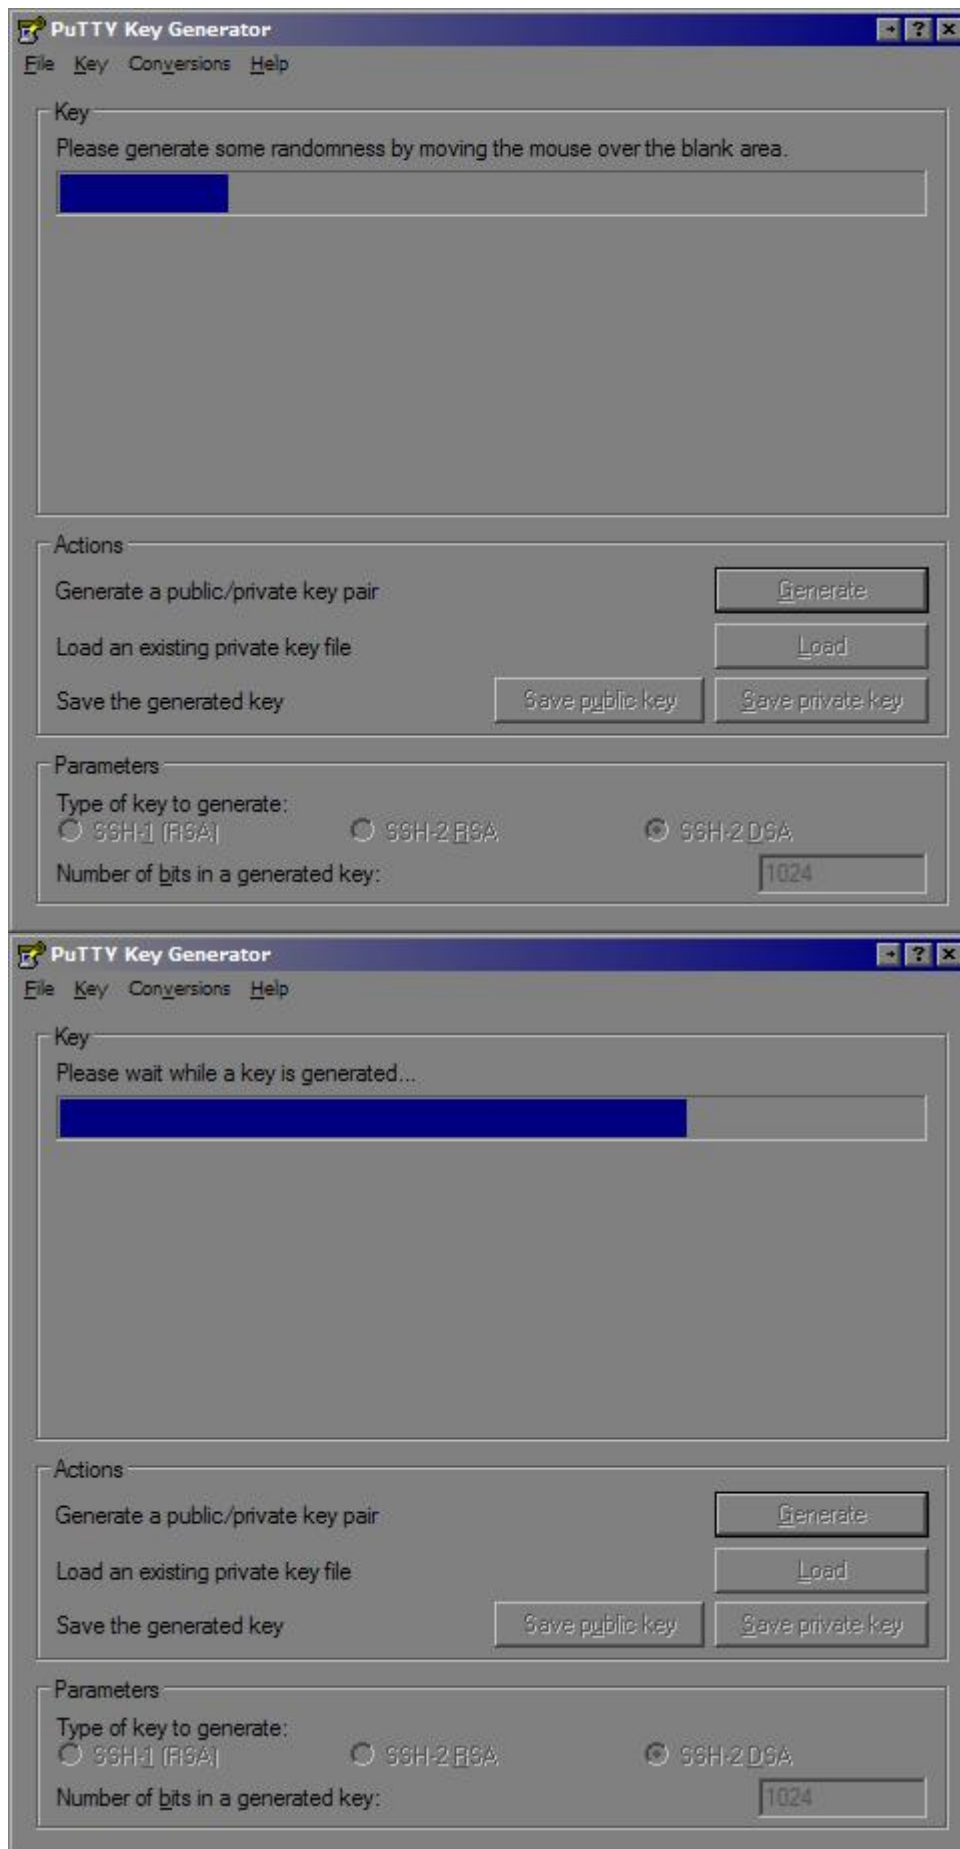 PuTTY Key Generator
File Key Conversions Help
Key
Please generate some randomness by moving the mouse over the blank area.
Actions
Generate a public/private key pair
Generate
Load an existing private key file
Load
Save the generated key
Save public key
Save private key
Parameters
Type of key to generate:
SSH-1 (RSA)
SSH-2 RSA
SSH-2 DSA
Number of bits in a generated key:
1024
PuTTY Key Generator
File Key Conversions Help
Key
Please wait while a key is generated...
Actions
Generate a public/private key pair
Generate
Load an existing private key file
Load
Save the generated key
Save public key
Save private key
Parameters
Type of key to generate:
SSH-1 (RSA)
SSH-2 RSA
SSH-2 DSA
Number of bits in a generated key:
1024